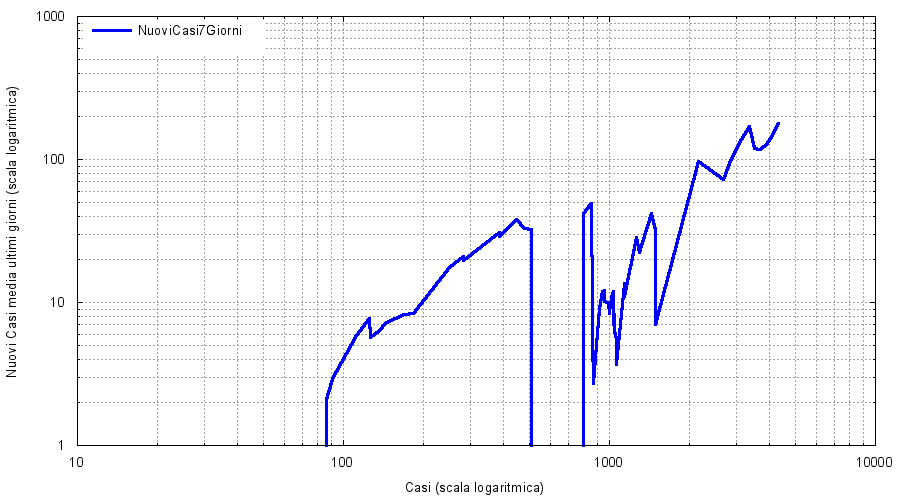 1000
NuoviCasi7Giorni
100
10
1
10
100
1000
10000
Nuovi Casi media ultimi giorni (scala logaritmica)
Casi (scala logaritmica)